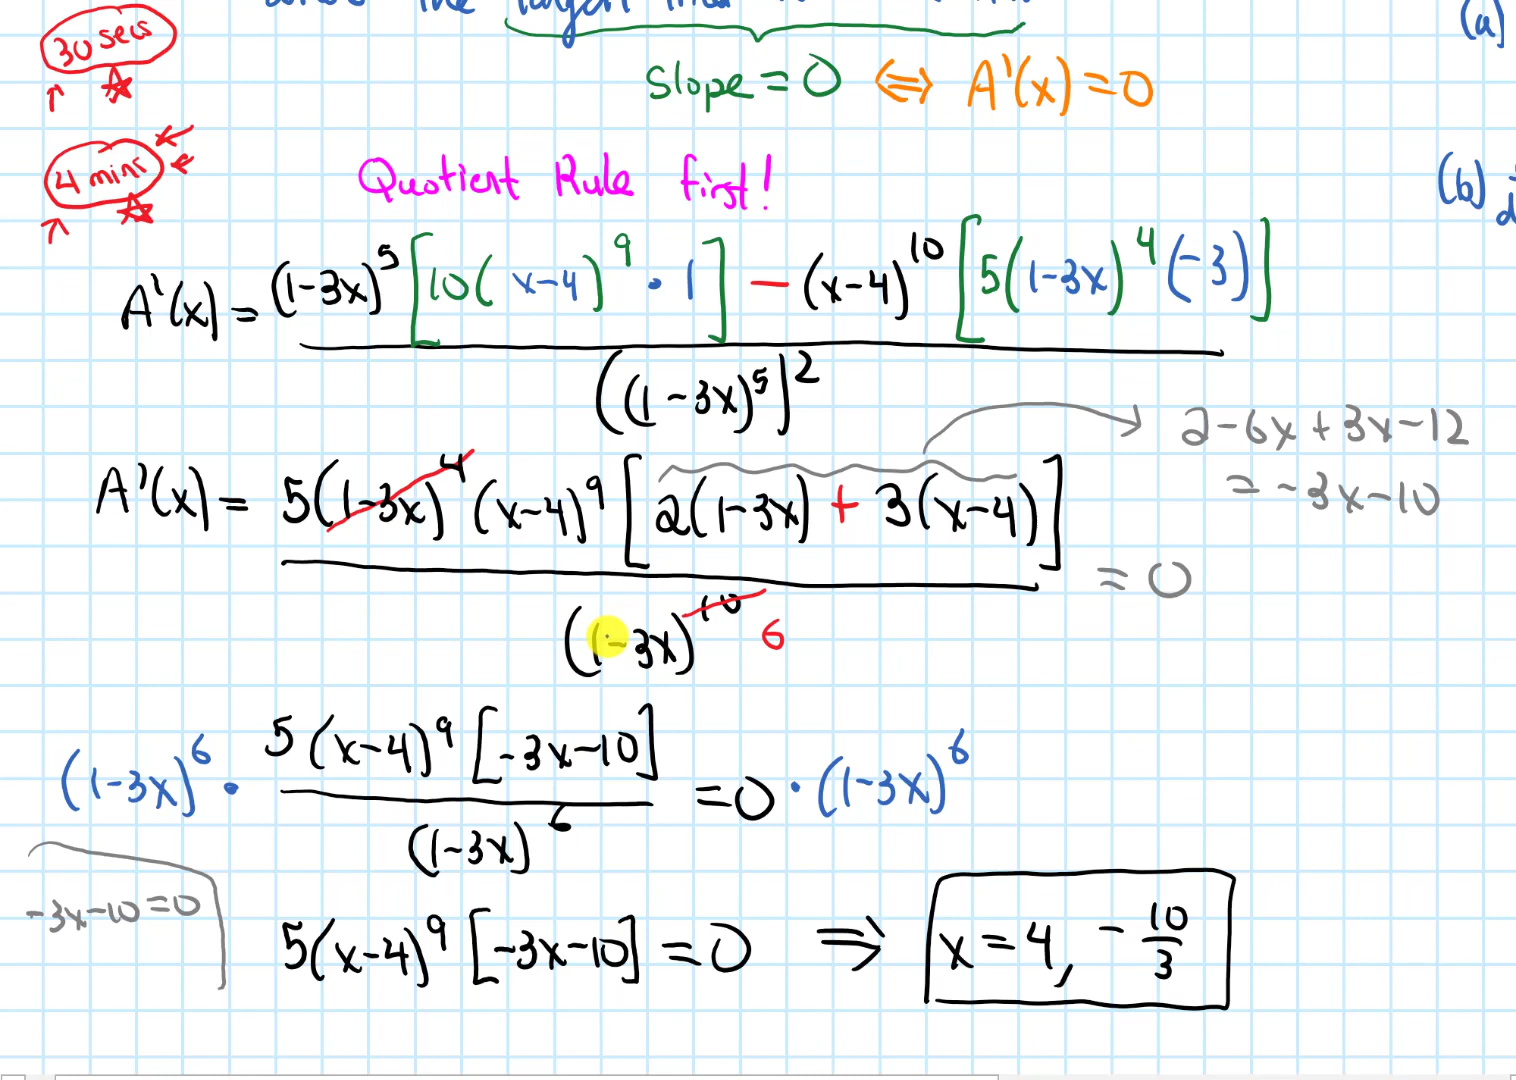 30 secs
Slope = 0 ⇔ A'(x) = 0
(a)
4 mins
Quotient Rule first!
(b)
A'(x) = (1-3x)^5 [10(x-4)^9 · 1] - (x-4)^10 [5(1-3x)^4 (-3)]
((1-3x)^5)^2
2-6x+3x-12
= -3x-10
A'(x) = 5(1-3x)^4 (x-4)^9 [2(1-3x) + 3(x-4)]
= 0
(1-3x)^10 6
(1-3x)^6 · 5(x-4)^9 [-3x-10] = 0 · (1-3x)^6
(1-3x)^6
-3x-10=0
5(x-4)^9 [-3x-10] = 0 ⇒ x = 4, -10/3